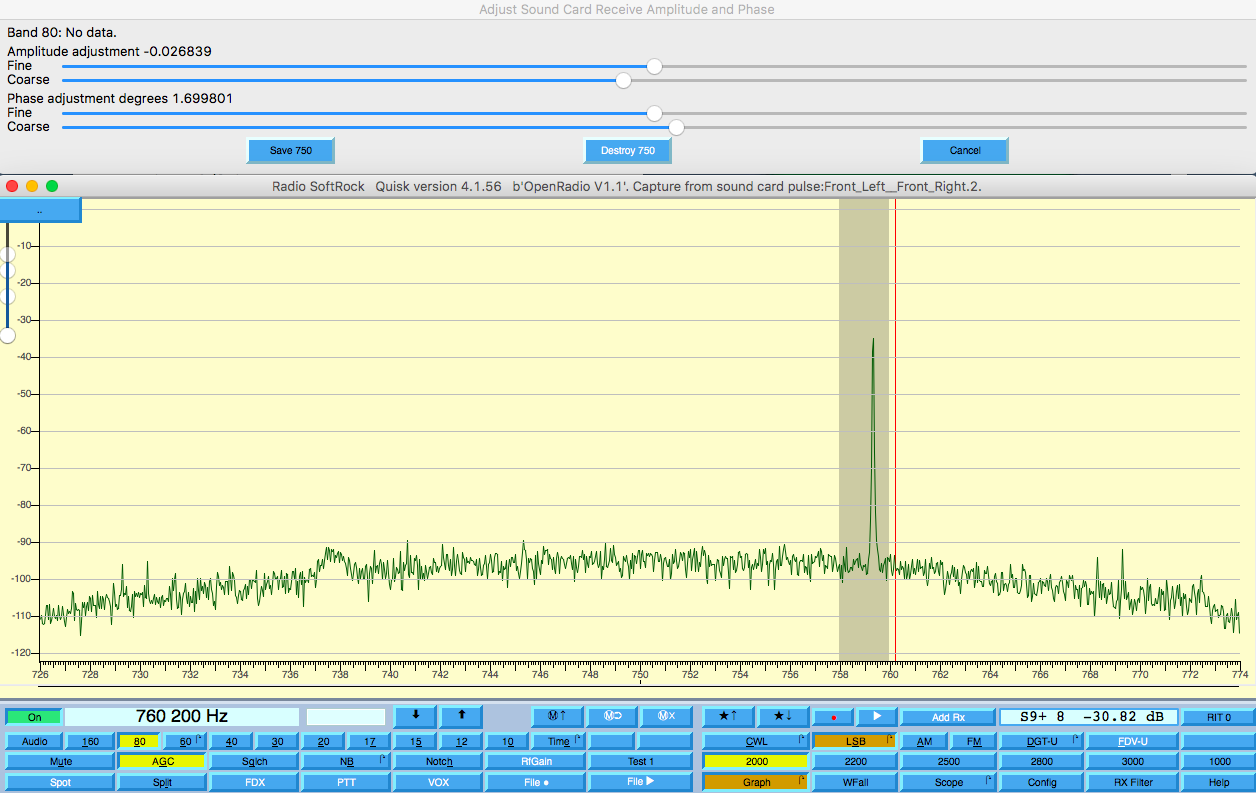 Adjust Sound Card Receive Amplitude and Phase
Band 80: No data.
Amplitude adjustment -0.026839
Fine
Coarse
Phase adjustment degrees 1.699801
Fine
Coarse
Save 750 Destroy 750 Cancel
Radio SoftRock Quisk version 4.1.56 b'OpenRadio V1.1'. Capture from sound card pulse:Front_Left__Front_Right.2.
..
-10
-20
-30
-40
-50
-60
-70
-80
-90
-100
-110
-120
726 728 730 732 734 736 738 740 742 744 746 748 750 752 754 756 758 760 762 764 766 768 770 772 774
On 760 200 Hz Ⓜ↑ Ⓜ⊃ Ⓜx ★↑ ★↓ Add Rx S9+ 8 -30.82 dB RIT 0
Audio 160 80 60 40 30 20 17 15 12 10 Time CWL LSB AM FM DGT-U FDV-U
Mute AGC Sqlch NB Notch RfGain Test 1 2000 2200 2500 2800 3000 1000
Spot Split FDX PTT VOX File ● File ▶ Graph WFall Scope Config RX Filter Help